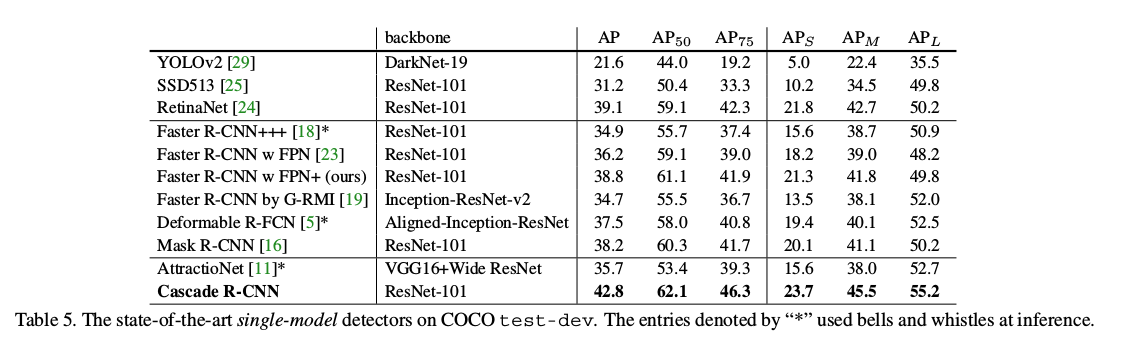 backbone AP AP50 AP75 APS APM APL
YOLOv2 [29] DarkNet-19 21.6 44.0 19.2 5.0 22.4 35.5
SSD513 [25] ResNet-101 31.2 50.4 33.3 10.2 34.5 49.8
RetinaNet [24] ResNet-101 39.1 59.1 42.3 21.8 42.7 50.2
Faster R-CNN+++ [18]* ResNet-101 34.9 55.7 37.4 15.6 38.7 50.9
Faster R-CNN w FPN [23] ResNet-101 36.2 59.1 39.0 18.2 39.0 48.2
Faster R-CNN w FPN+ (ours) ResNet-101 38.8 61.1 41.9 21.3 41.8 49.8
Faster R-CNN by G-RMI [19] Inception-ResNet-v2 34.7 55.5 36.7 13.5 38.1 52.0
Deformable R-FCN [5]* Aligned-Inception-ResNet 37.5 58.0 40.8 19.4 40.1 52.5
Mask R-CNN [16] ResNet-101 38.2 60.3 41.7 20.1 41.1 50.2
AttractioNet [11]* VGG16+Wide ResNet 35.7 53.4 39.3 15.6 38.0 52.7
Cascade R-CNN ResNet-101 42.8 62.1 46.3 23.7 45.5 55.2
Table 5. The state-of-the-art single-model detectors on COCO test-dev. The entries denoted by “*” used bells and whistles at inference.